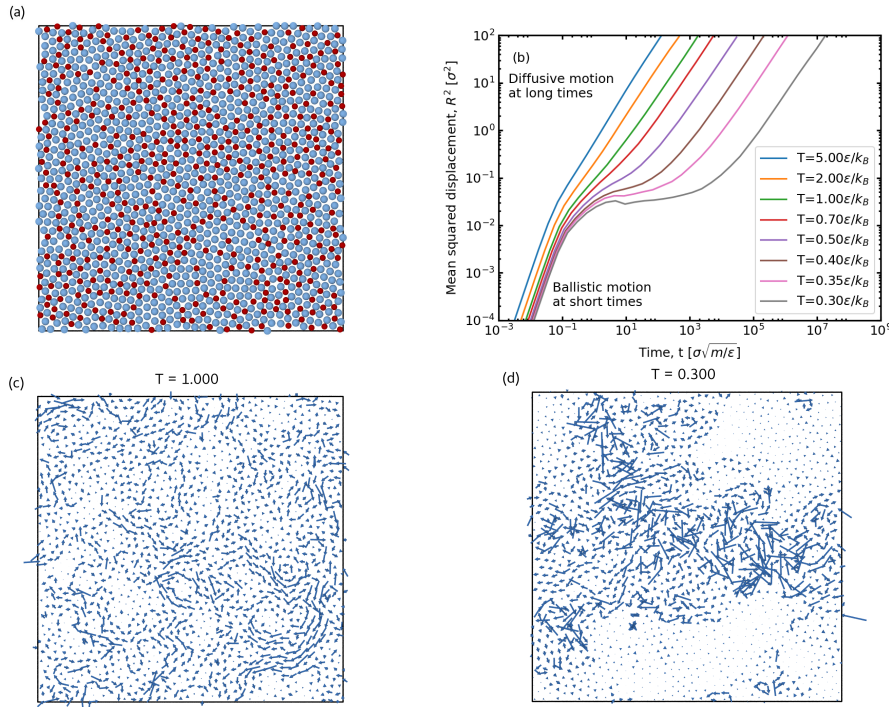 (a)
(b)
Diffusive motion
at long times
Ballistic motion
at short times
Mean squared displacement, R² [σ²]
10²
10¹
10⁰
10⁻¹
10⁻²
10⁻³
10⁻⁴
T=5.00ε/k_B
T=2.00ε/k_B
T=1.00ε/k_B
T=0.70ε/k_B
T=0.50ε/k_B
T=0.40ε/k_B
T=0.35ε/k_B
T=0.30ε/k_B
10⁻³ 10⁻¹ 10¹ 10³ 10⁵ 10⁷ 10⁹
Time, t [σ√m/ε]
(c)
T = 1.000
(d)
T = 0.300